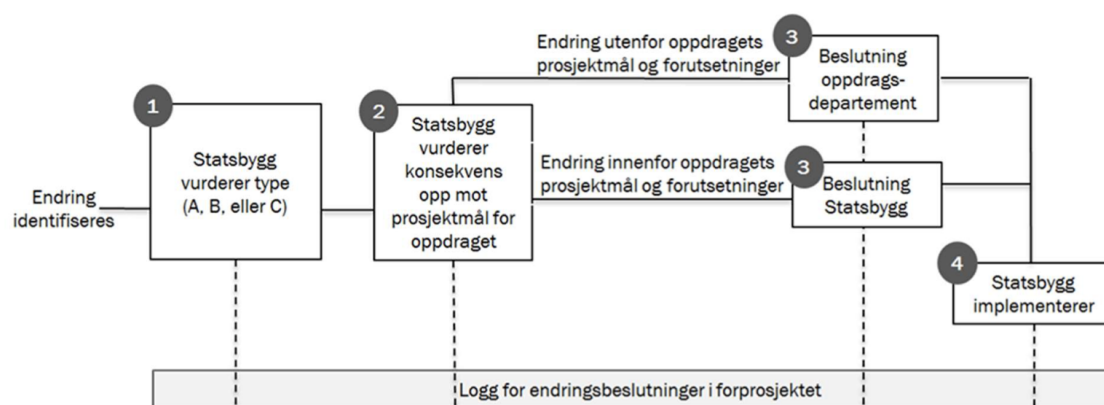 Endring
identifiseres
1
Statsbygg
vurderer type
(A, B, eller C)
2
Statsbygg
vurderer
konsekvens
opp mot
prosjektmål for
oppdraget
Endring utenfor oppdragets
prosjektmål og forutsetninger
3
Beslutning
oppdrags-
departement
Endring innenfor oppdragets
prosjektmål og forutsetninger
3
Beslutning
Statsbygg
4
Statsbygg
implementerer
Logg for endringsbeslutninger i forprosjektet